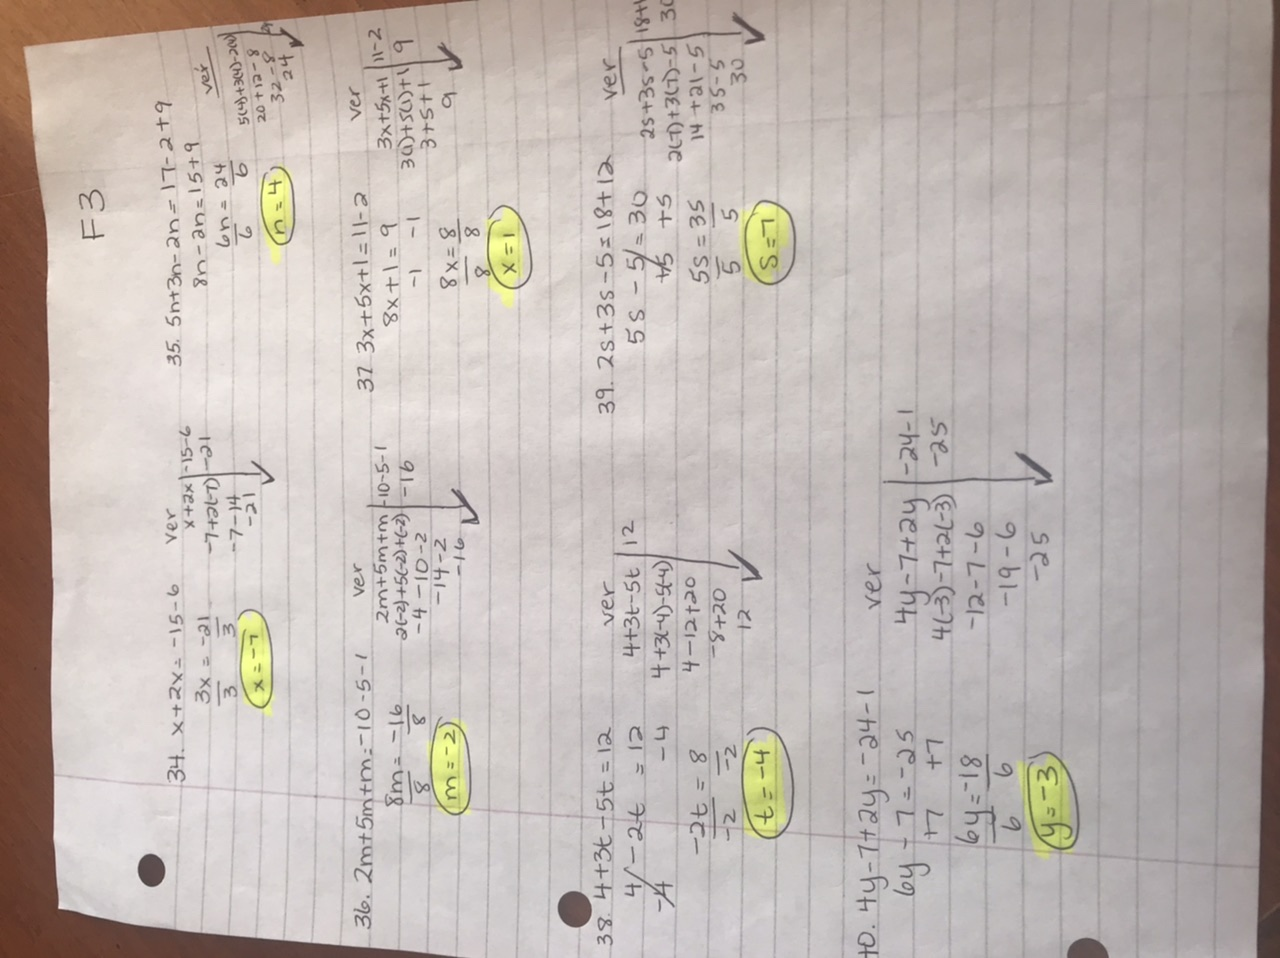 F3
34. x+2x=-15-6
3x = -21
3 3
x=-7
ver
x+2x -15-6
-7+2(-7) -21
-7-14
-21
35. 5n+3n-2n=17-2+9
8n-2n=15+9
6n = 24
6 6
n=4
ver
5(4)+3(4)-2(4)
20+12-8
32-8
24
36. 2m+5m+m=-10-5-1
8m = -16
8 8
m=-2
ver
2m+5m+m -10-5-1
2(-2)+5(-2)+(-2) -16
-4-10-2
-14-2
-16
37. 3x+5x+1=11-2
8x+1=9
-1 -1
8x=8
8 8
x=1
ver
3x+5x+1 11-2
3(1)+5(1)+1 9
3+5+1
9
38. 4+3t-5t=12
4-2t =12
-4 -4
-2t = 8
-2 -2
t=-4
ver
4+3t-5t 12
4+3(-4)-5(-4)
4-12+20
-8+20
12
39. 2s+3s-5=18+12
5s-5=30
+5 +5
5s=35
5 5
s=7
ver
2s+3s-5 18+1
2(7)+3(7)-5 30
14+21-5
35-5
30
40. 4y-7+2y=-24-1
6y-7=-25
+7 +7
6y=-18
6 6
y=-3
ver
4y-7+2y -24-1
4(-3)-7+2(-3) -25
-12-7-6
-19-6
-25